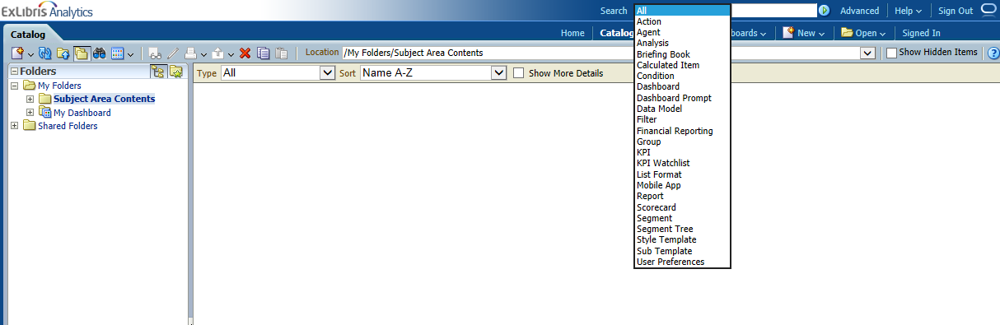 ExLibris Analytics
Search All Advanced Help Sign Out
Catalog
Home Catalog boards New Open Signed In
Location /My Folders/Subject Area Contents Show Hidden Items
Folders
Type All Sort Name A-Z Show More Details
My Folders
Subject Area Contents
My Dashboard
Shared Folders
Action
Agent
Analysis
Briefing Book
Calculated Item
Condition
Dashboard
Dashboard Prompt
Data Model
Filter
Financial Reporting
Group
KPI
KPI Watchlist
List Format
Mobile App
Report
Scorecard
Segment
Segment Tree
Style Template
Sub Template
User Preferences